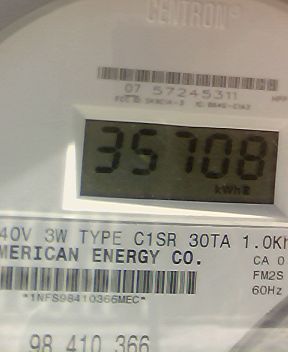 CENTRON®
07 57245311
35708
kWh
40V 3W TYPE C1SR 30TA 1.0Kh
MERICAN ENERGY CO.
CA 0
FM2S
60Hz
*1NFS98410366MEC*
98 410 366